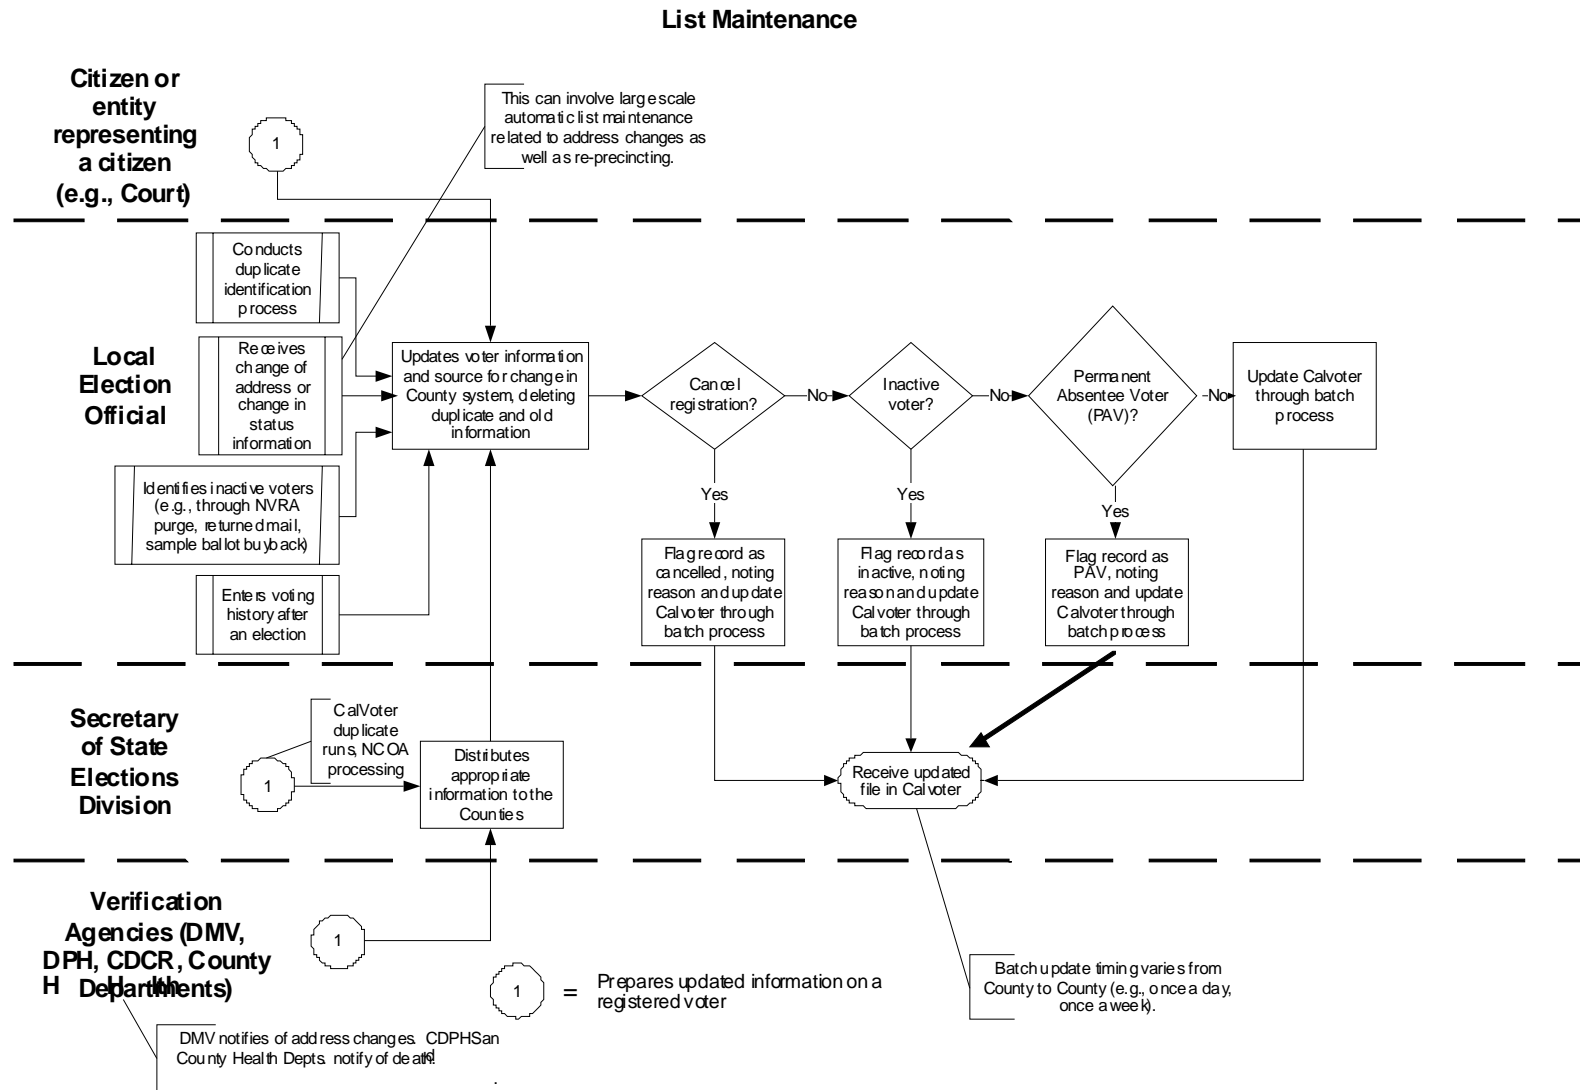 List Maintenance
Citizen or
entity
representing
a citizen
(e.g., Court)
1
This can involve large scale
automatic list maintenance
related to address changes as
well as re-precincting.
Local
Election
Official
Conducts
duplicate
identification
process
Receives
change of
address or
change in
status
information
Identifies inactive voters
(e.g., through NVRA
purge, returned mail,
sample ballot buyback)
Enters voting
history after
an election
Updates voter information
and source for change in
County system, deleting
duplicate and old
information
Cancel
registration?
No
Inactive
voter?
No
Permanent
Absentee Voter
(PAV)?
No
Update Calvoter
through batch
process
Yes
Yes
Yes
Flag record as
cancelled, noting
reason and update
Calvoter through
batch process
Flag record as
inactive, noting
reason and update
Calvoter through
batch process
Flag record as
PAV, noting
reason and update
Calvoter through
batch process
Secretary
of State
Elections
Division
1
CalVoter
duplicate
runs, NCOA
processing
Distributes
appropriate
information to the
Counties
Receive updated
file in Calvoter
Verification
Agencies (DMV,
DPH, CDCR, County
Departments)
1
1
=
Prepares updated information on a
registered voter
Batch update timing varies from
County to County (e.g., once a day,
once a week).
DMV notifies of address changes. CDPHSan
County Health Depts. notify of death.